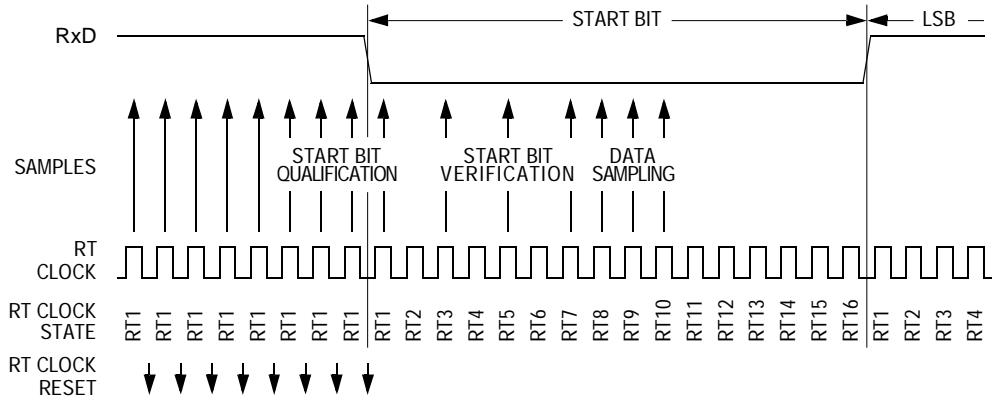 START BIT
LSB
RxD
SAMPLES
START BIT
QUALIFICATION
START BIT
VERIFICATION
DATA
SAMPLING
RT
CLOCK
RT CLOCK
STATE
RT1 RT1 RT1 RT1 RT1 RT1 RT1 RT1 RT1 RT2 RT3 RT4 RT5 RT6 RT7 RT8 RT9 RT10 RT11 RT12 RT13 RT14 RT15 RT16 RT1 RT2 RT3 RT4
RT CLOCK
RESET